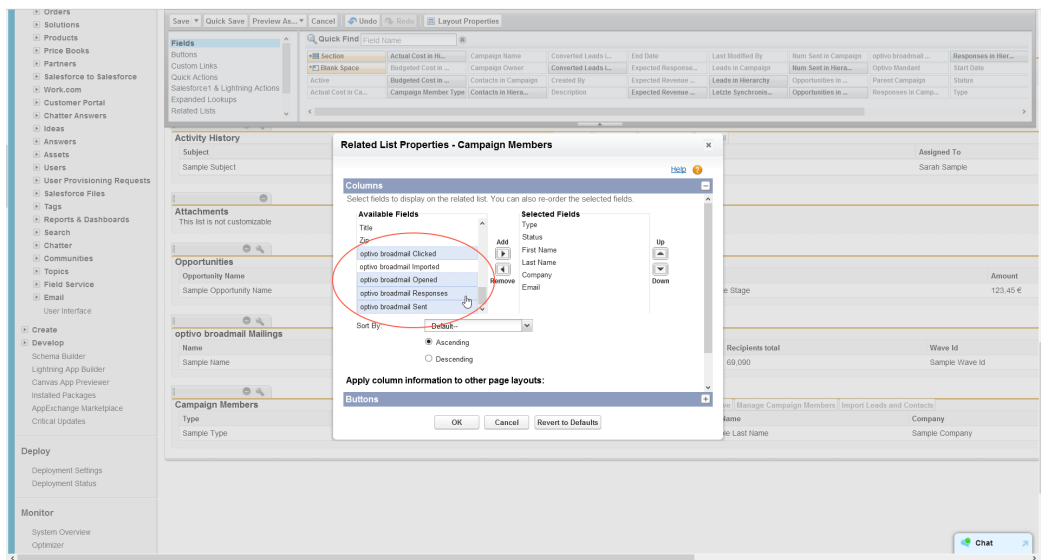 Orders
Solutions
Products
Price Books
Partners
Salesforce to Salesforce
Work.com
Customer Portal
Chatter Answers
Ideas
Answers
Assets
Users
User Provisioning Requests
Salesforce Files
Tags
Reports & Dashboards
Search
Chatter
Communities
Topics
Field Service
Email
User Interface
Create
Develop
Schema Builder
Lightning App Builder
Canvas App Previewer
Installed Packages
AppExchange Marketplace
Critical Updates
Deploy
Deployment Settings
Deployment Status
Monitor
System Overview
Optimizer
Save Quick Save Preview As... Cancel Undo Redo Layout Properties
Fields
Buttons
Custom Links
Quick Actions
Salesforce1 & Lightning Actions
Expanded Lookups
Related Lists
Quick Find Field Name
Section Actual Cost in Hi... Campaign Name Converted Leads i... End Date Last Modified By Num Sent in Campaign optivo broadmail ... Responses in Hier...
Blank Space Budgeted Cost in ... Campaign Owner Converted Leads i... Expected Response... Leads in Campaign Num Sent in Hiera... Optivo Mandant Start Date
Active Budgeted Cost in ... Contacts in Campaign Created By Expected Revenue ... Leads in Hierarchy Opportunities in ... Parent Campaign Status
Actual Cost in Ca... Campaign Member Type Contacts in Hiera... Description Expected Revenue ... Letzte Synchronis... Opportunities in ... Responses in Camp... Type
Activity History
Subject Assigned To
Sample Subject Sarah Sample
Attachments
This list is not customizable
Opportunities
Opportunity Name Amount
Sample Opportunity Name e Stage 123,45 €
optivo broadmail Mailings
Name Recipients total Wave Id
Sample Name 69,090 Sample Wave Id
Campaign Members
Manage Campaign Members Import Leads and Contacts
Type Name Company
Sample Type le Last Name Sample Company
Related List Properties - Campaign Members
Help
Columns
Select fields to display on the related list. You can also re-order the selected fields.
Available Fields
Title
Zip
optivo broadmail Clicked
optivo broadmail Imported
optivo broadmail Opened
optivo broadmail Responses
optivo broadmail Sent
Add
Remove
Selected Fields
Type
Status
First Name
Last Name
Company
Email
Up
Down
Sort By: --Default--
Ascending
Descending
Apply column information to other page layouts:
Buttons
OK Cancel Revert to Defaults
Chat